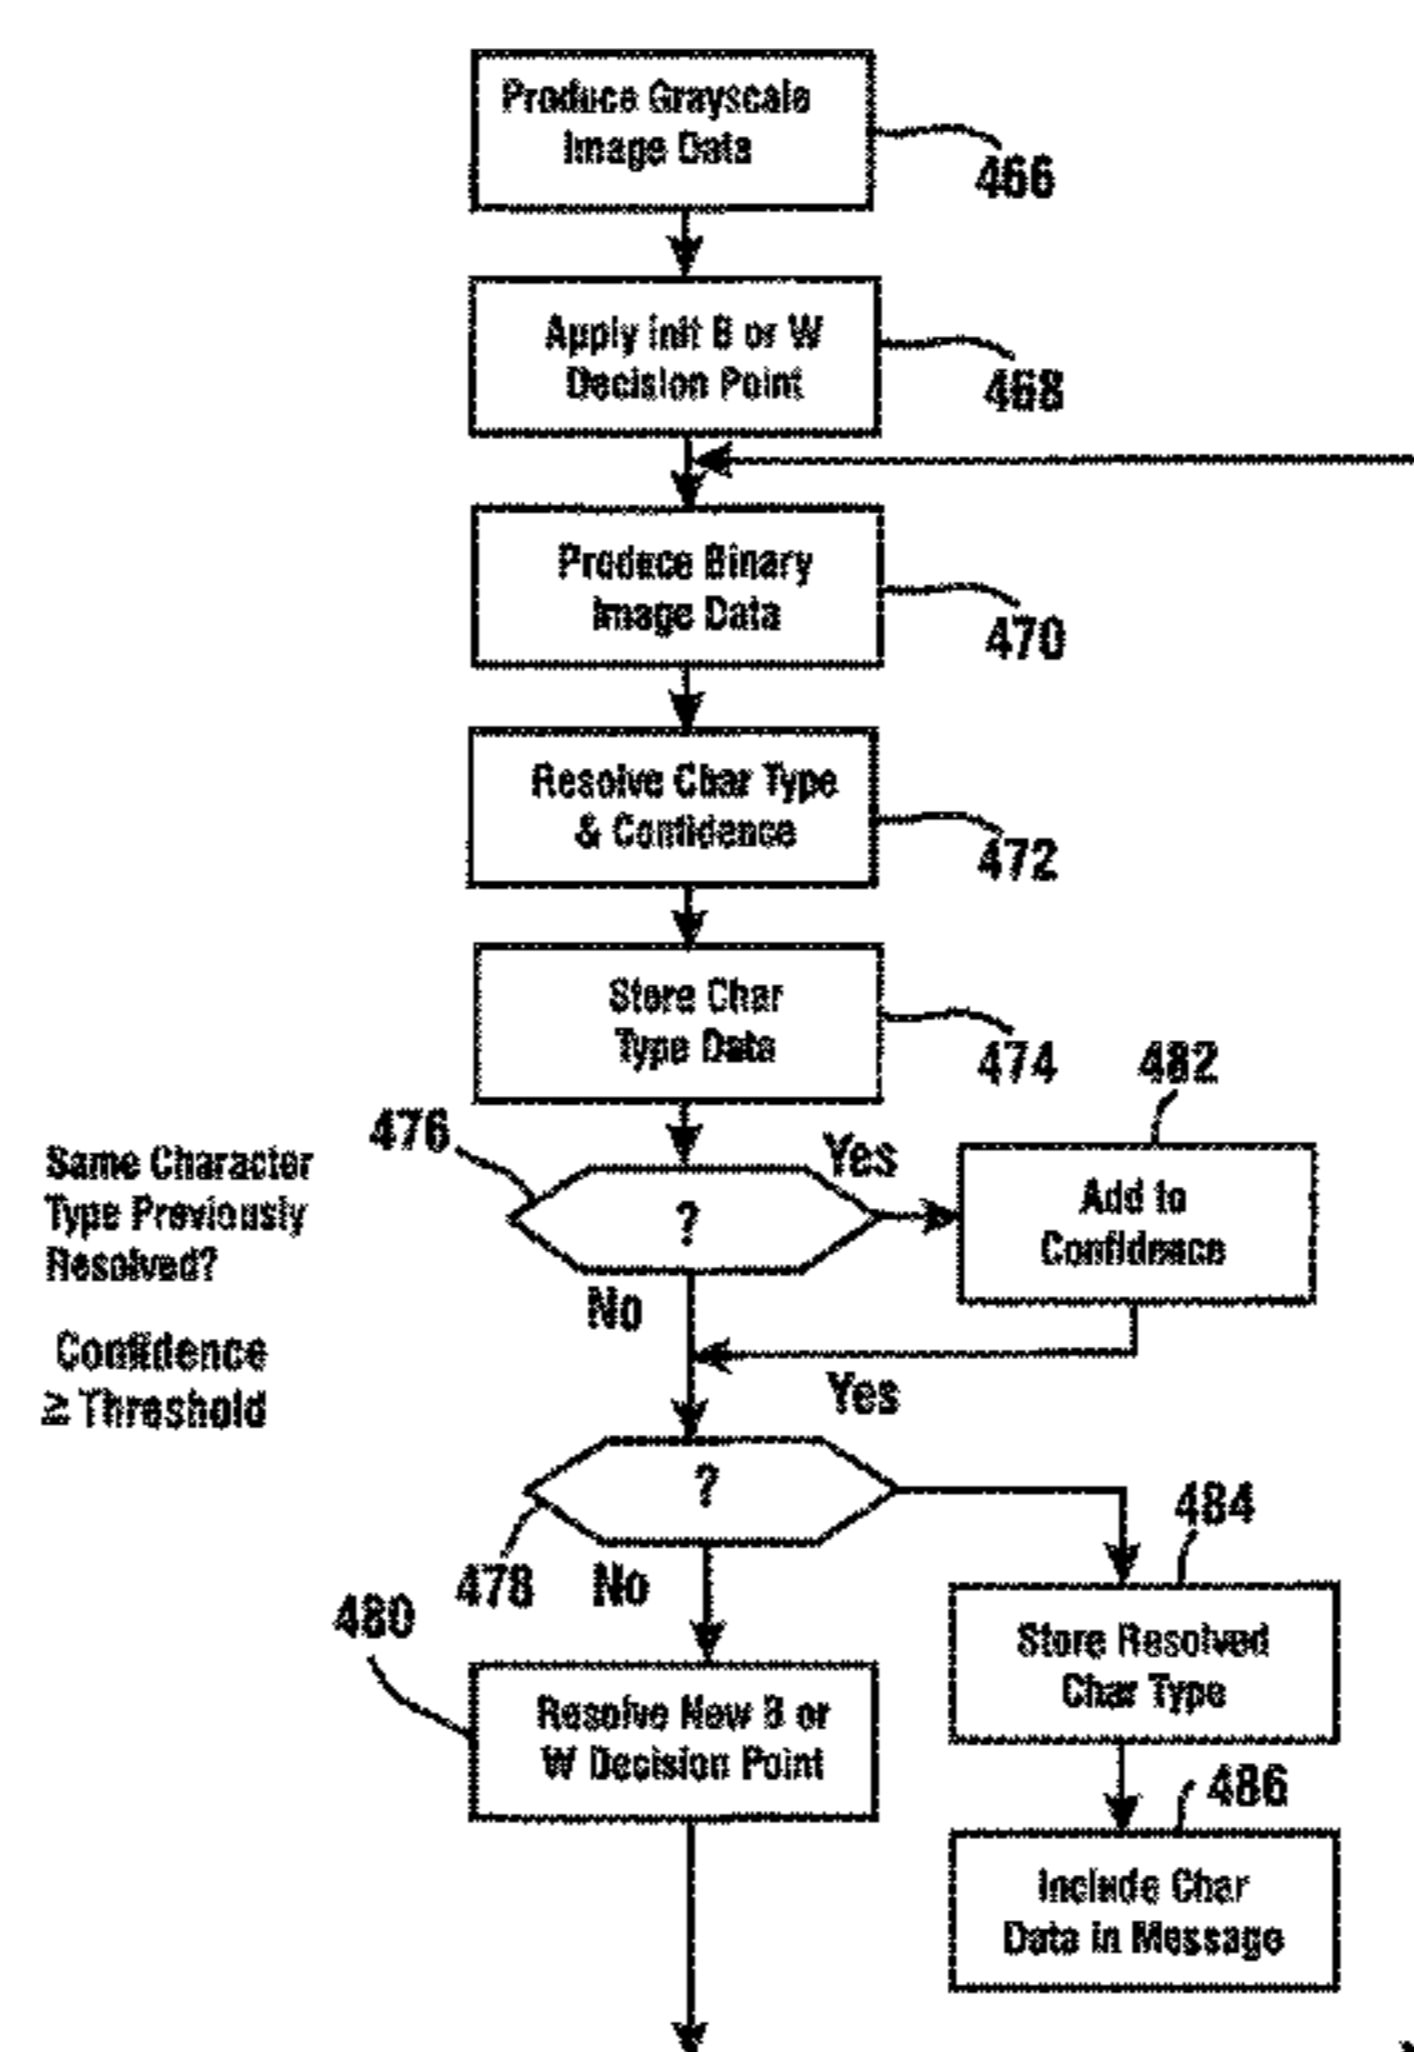 Produce Grayscale
Image Data
466
Apply Init B or W
Decision Point
468
Produce Binary
Image Data
470
Resolve Char Type
& Confidence
472
Store Char
Type Data
474
482
476
Yes
Same Character
Type Previously
Resolved?
?
Add to
Confidence
No
Confidence
≥ Threshold
Yes
?
484
478
No
480
Store Resolved
Char Type
Resolve New B or
W Decision Point
486
Include Char
Data in Message